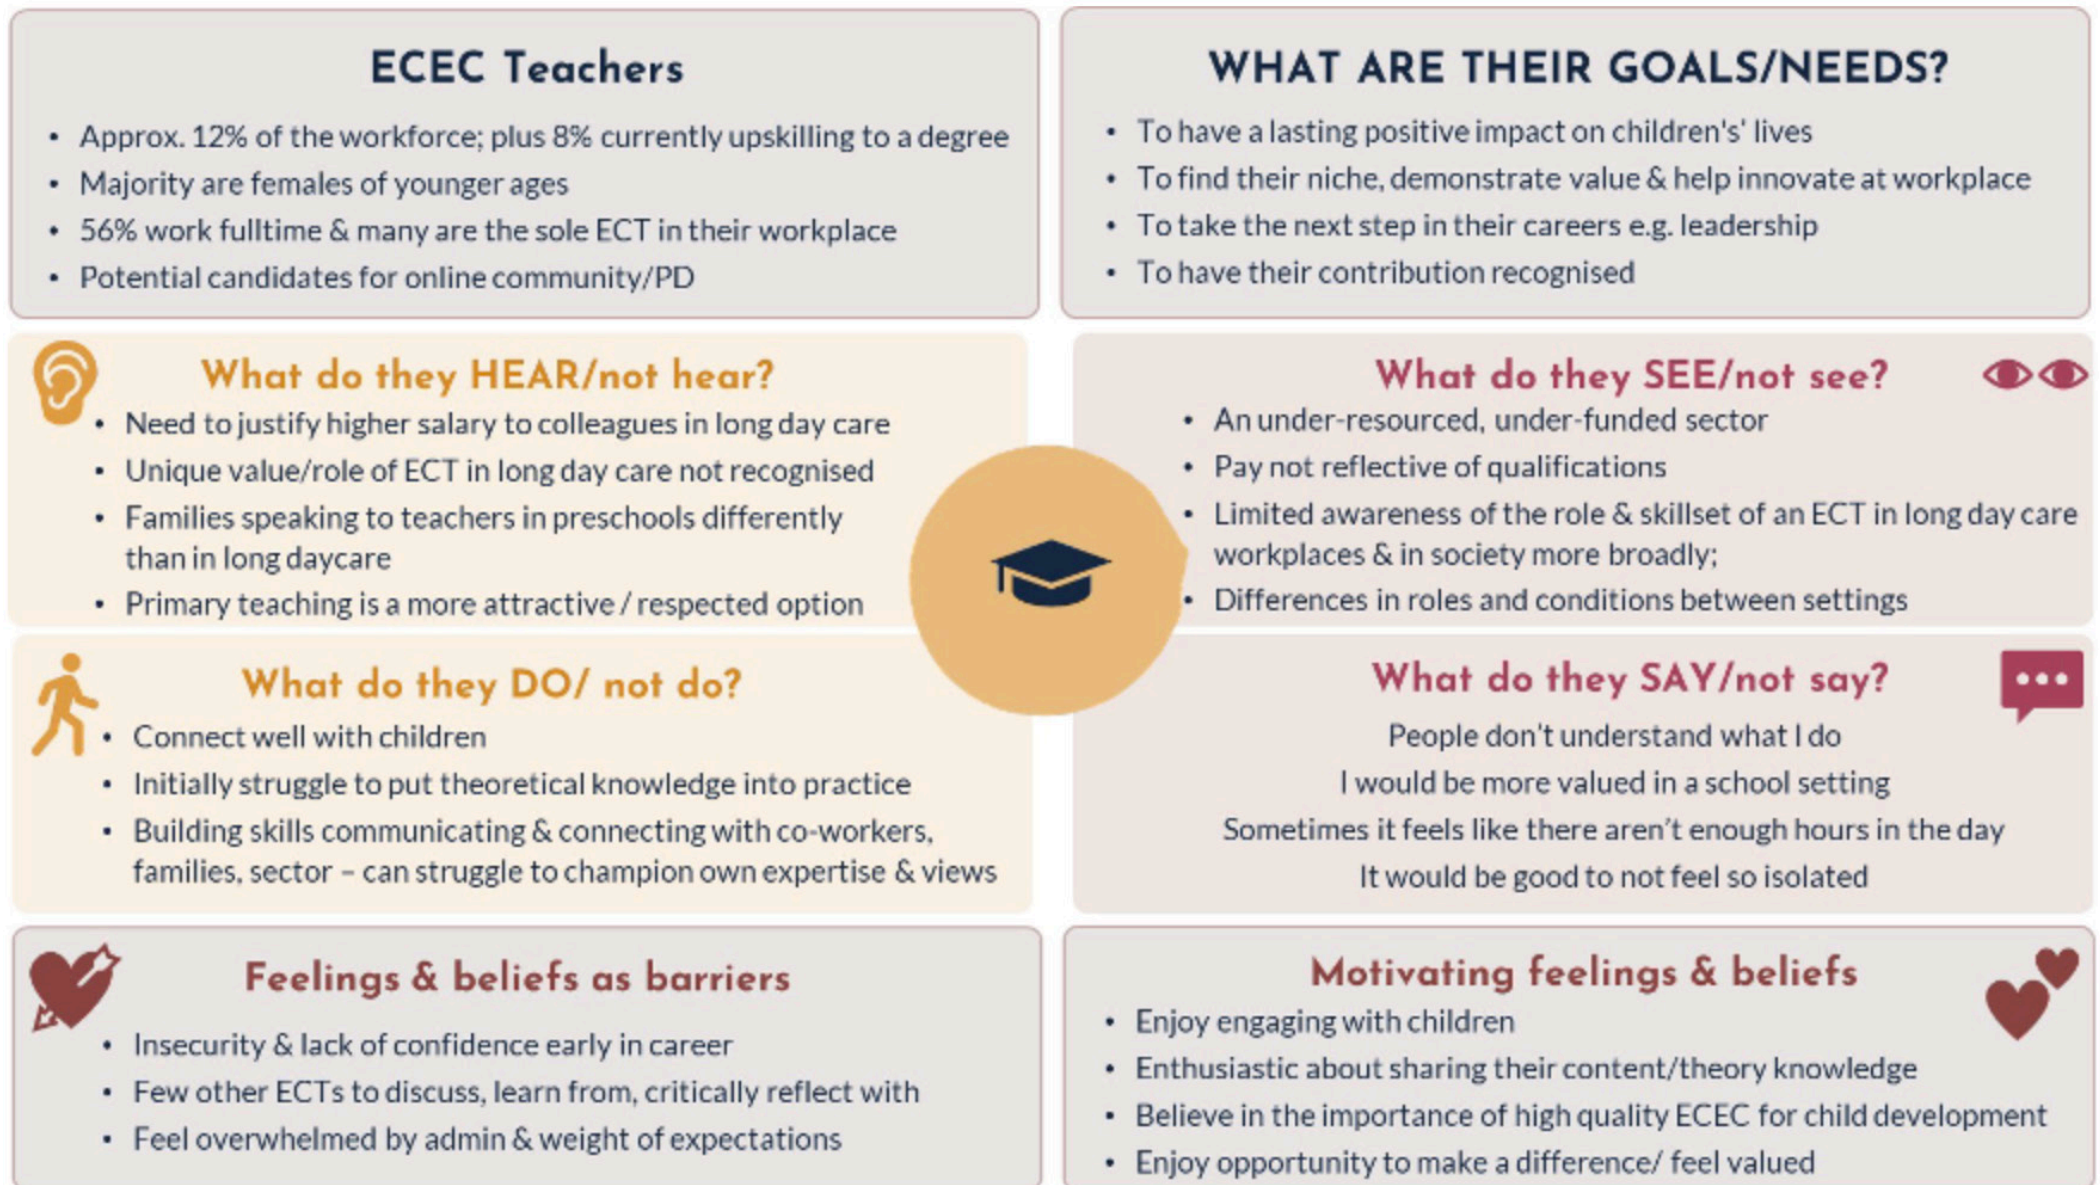 ECEC Teachers
• Approx. 12% of the workforce; plus 8% currently upskilling to a degree
• Majority are females of younger ages
• 56% work fulltime & many are the sole ECT in their workplace
• Potential candidates for online community/PD
WHAT ARE THEIR GOALS/NEEDS?
• To have a lasting positive impact on children's' lives
• To find their niche, demonstrate value & help innovate at workplace
• To take the next step in their careers e.g. leadership
• To have their contribution recognised
What do they HEAR/not hear?
• Need to justify higher salary to colleagues in long day care
• Unique value/role of ECT in long day care not recognised
• Families speaking to teachers in preschools differently
than in long daycare
• Primary teaching is a more attractive / respected option
What do they SEE/not see?
• An under-resourced, under-funded sector
• Pay not reflective of qualifications
• Limited awareness of the role & skillset of an ECT in long day care
workplaces & in society more broadly;
• Differences in roles and conditions between settings
What do they DO/ not do?
• Connect well with children
• Initially struggle to put theoretical knowledge into practice
• Building skills communicating & connecting with co-workers,
families, sector – can struggle to champion own expertise & views
What do they SAY/not say?
People don't understand what I do
I would be more valued in a school setting
Sometimes it feels like there aren't enough hours in the day
It would be good to not feel so isolated
Feelings & beliefs as barriers
• Insecurity & lack of confidence early in career
• Few other ECTs to discuss, learn from, critically reflect with
• Feel overwhelmed by admin & weight of expectations
Motivating feelings & beliefs
• Enjoy engaging with children
• Enthusiastic about sharing their content/theory knowledge
• Believe in the importance of high quality ECEC for child development
• Enjoy opportunity to make a difference/ feel valued